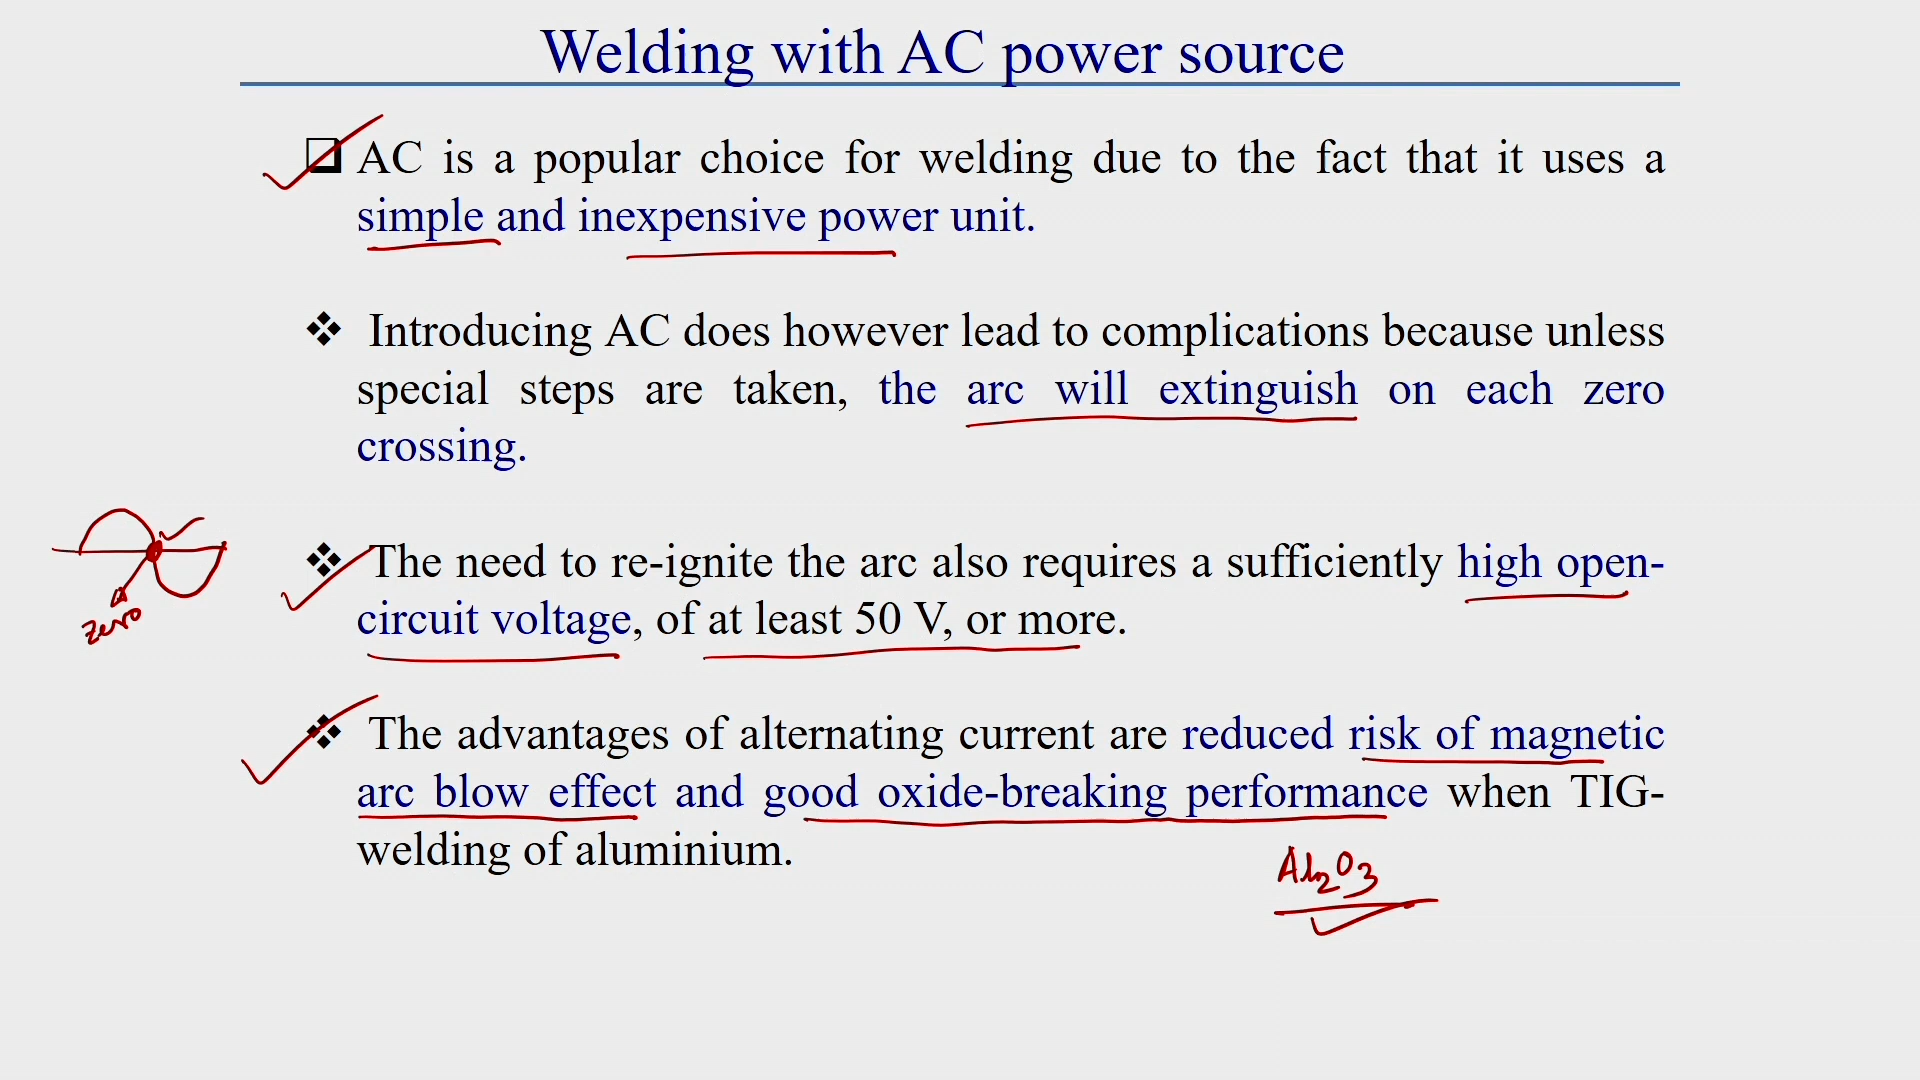 Welding with AC power source
AC is a popular choice for welding due to the fact that it uses a
simple and inexpensive power unit.
Introducing AC does however lead to complications because unless
special steps are taken, the arc will extinguish on each zero
crossing.
The need to re-ignite the arc also requires a sufficiently high open-
circuit voltage, of at least 50 V, or more.
zero
The advantages of alternating current are reduced risk of magnetic
arc blow effect and good oxide-breaking performance when TIG-
welding of aluminium.
Al2O3